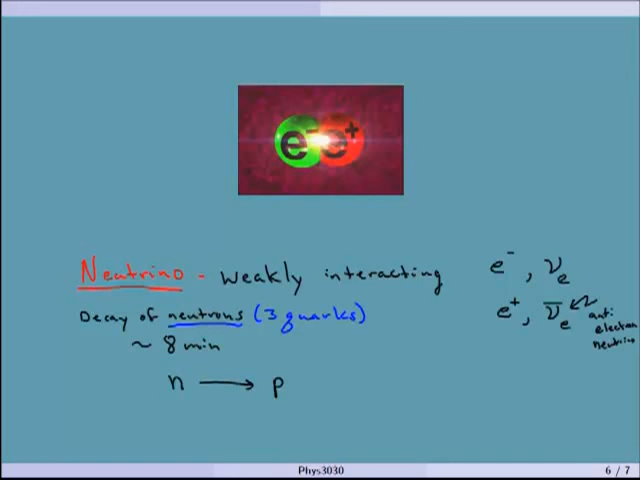 e⁻ e⁺
Neutrino - weakly interacting
Decay of neutrons (3 quarks)
~ 8 min
n → p
e⁻, νₑ
e⁺, ν̅ₑ
anti
electron
neutrino
Phys3030
6 / 7